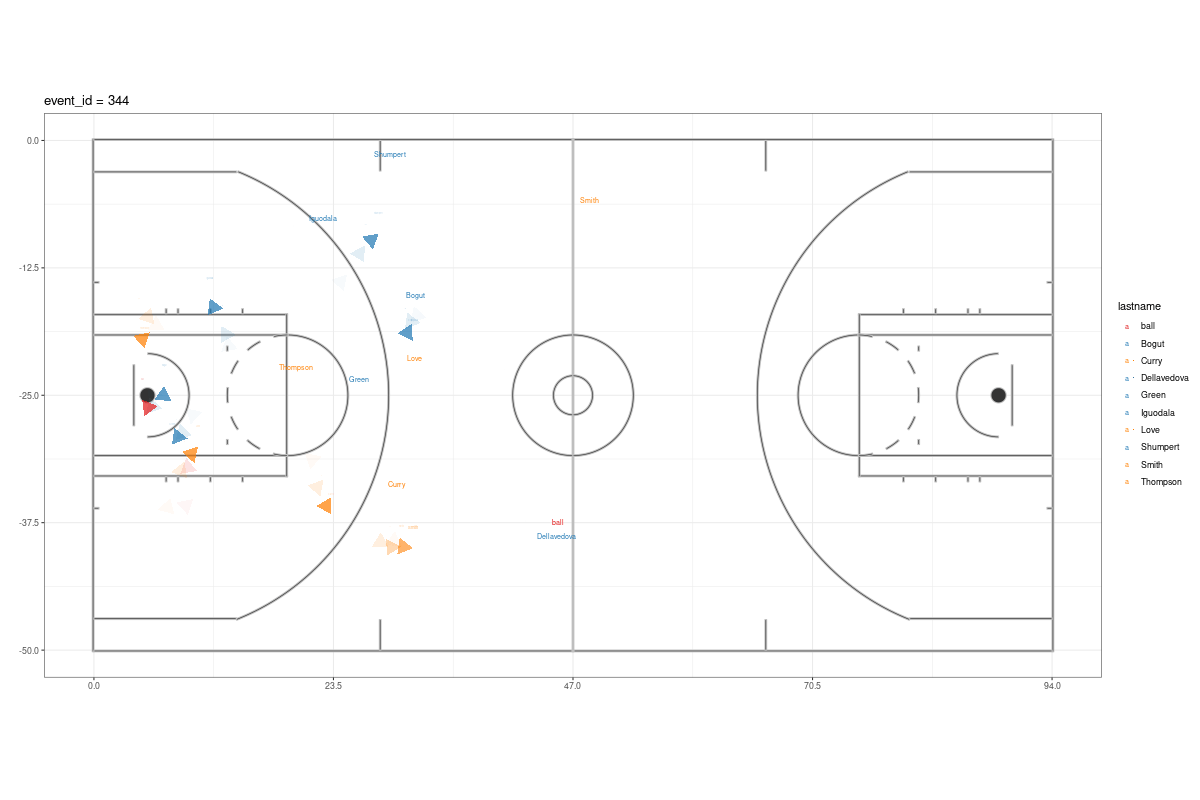 event_id = 344
0.0
Shumpert
Smith
Iguodala
-12.5
Bogut
Love
Thompson
Green
-25.0
Curry
-37.5
ball
Dellavedova
-50.0
0.0 23.5 47.0 70.5 94.0
lastname
a ball
a Bogut
a Curry
a Dellavedova
a Green
a Iguodala
a Love
a Shumpert
a Smith
a Thompson